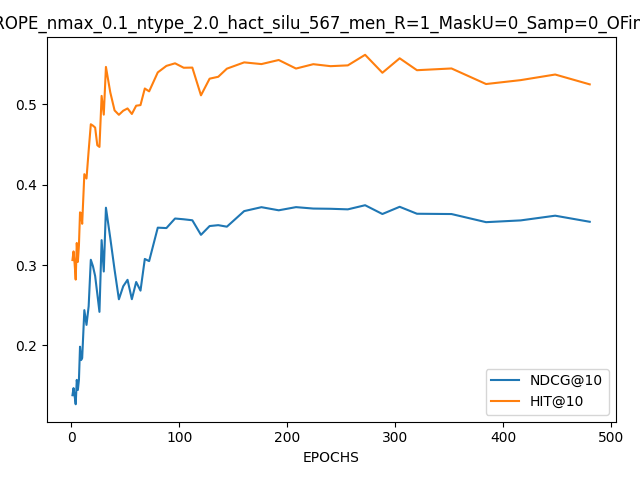 ROPE_nmax_0.1_ntype_2.0_hact_silu_567_men_R=1_MaskU=0_Samp=0_OFin
0.5
0.4
0.3
0.2
NDCG@10
HIT@10
0 100 200 300 400 500
EPOCHS